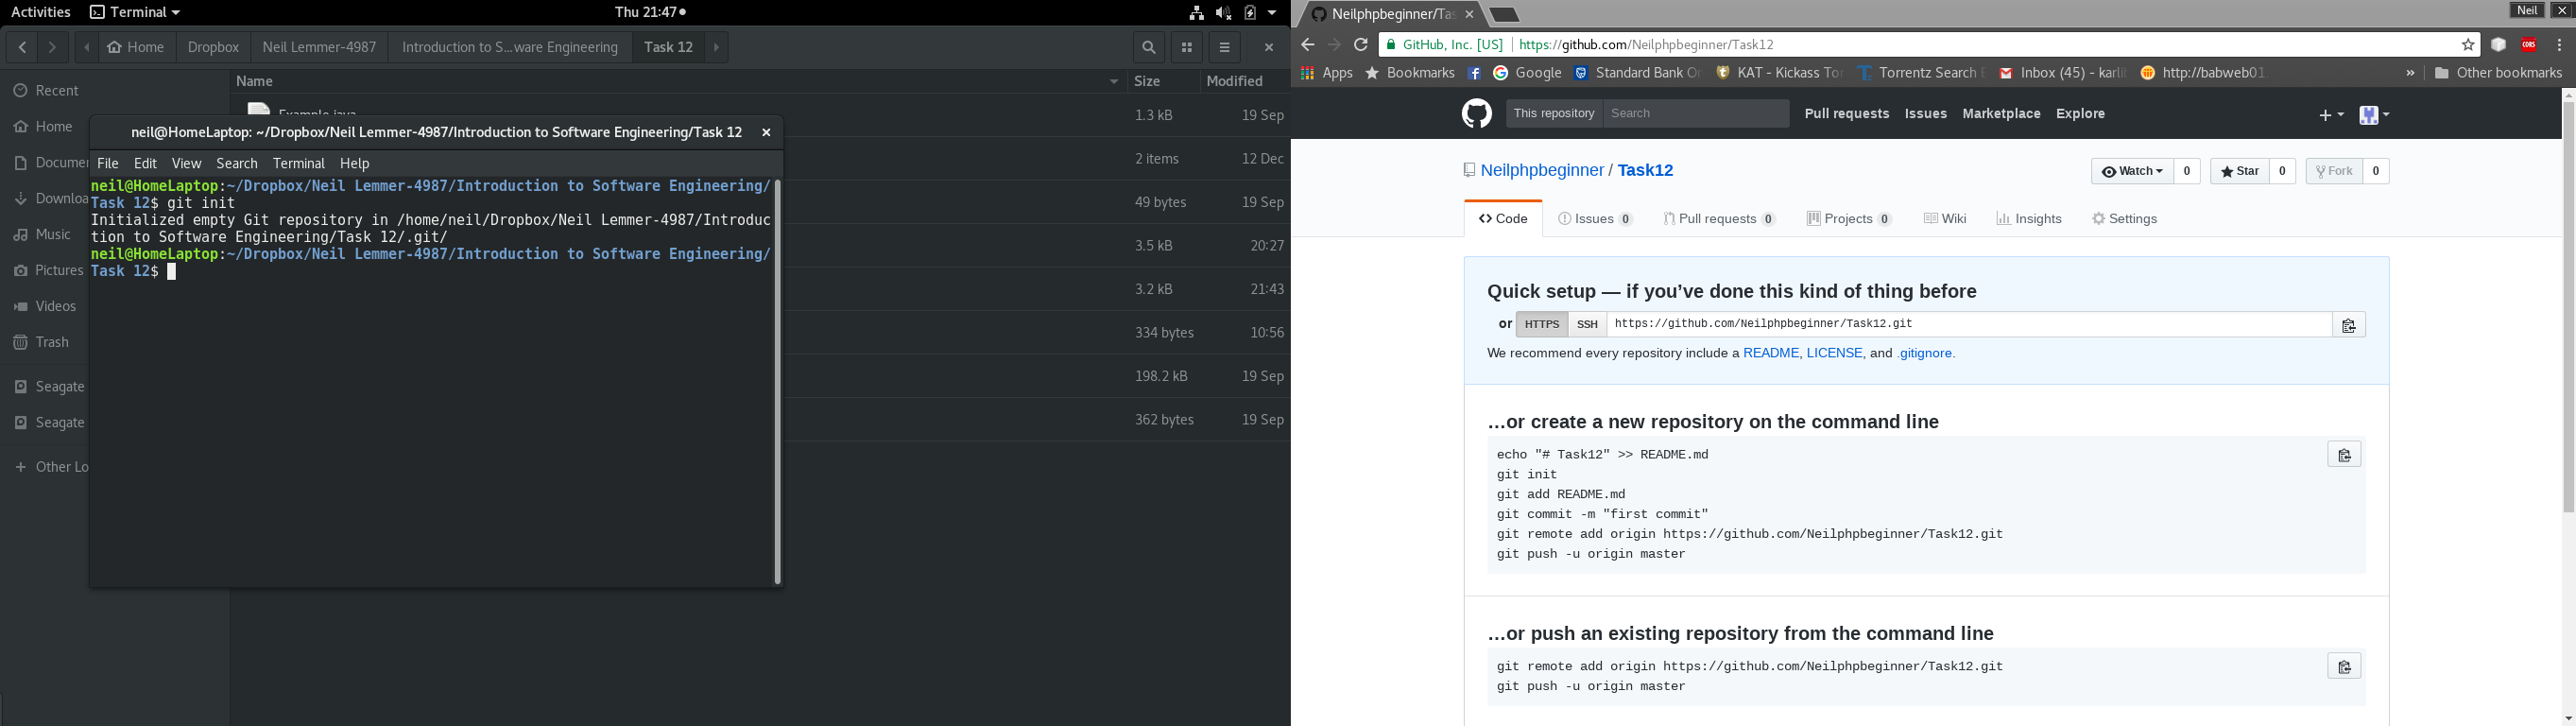 Activities
Terminal
Thu 21:47
Home
Dropbox
Neil Lemmer-4987
Introduction to S...ware Engineering
Task 12
Name
Size
Modified
Recent
Home
Docume
Downlo
Music
Pictures
Videos
Trash
Seagate
Seagate
Other Lo
Example.java
1.3 kB 19 Sep
2 items 12 Dec
49 bytes 19 Sep
3.5 kB 20:27
3.2 kB 21:43
334 bytes 10:56
198.2 kB 19 Sep
362 bytes 19 Sep
neil@HomeLaptop: ~/Dropbox/Neil Lemmer-4987/Introduction to Software Engineering/Task 12
File Edit View Search Terminal Help
neil@HomeLaptop:~/Dropbox/Neil Lemmer-4987/Introduction to Software Engineering/
Task 12$ git init
Initialized empty Git repository in /home/neil/Dropbox/Neil Lemmer-4987/Introduc
tion to Software Engineering/Task 12/.git/
neil@HomeLaptop:~/Dropbox/Neil Lemmer-4987/Introduction to Software Engineering/
Task 12$
Neilphpbeginner/Tas
Neil
GitHub, Inc. [US] https://github.com/Neilphpbeginner/Task12
CORS
Apps Bookmarks Google Standard Bank On KAT - Kickass Tor Torrentz Search E Inbox (45) - karli http://babweb01. » Other bookmarks
This repository Search Pull requests Issues Marketplace Explore
Neilphpbeginner / Task12
Watch 0 Star 0 Fork 0
Code Issues 0 Pull requests 0 Projects 0 Wiki Insights Settings
Quick setup — if you’ve done this kind of thing before
or HTTPS SSH https://github.com/Neilphpbeginner/Task12.git
We recommend every repository include a README, LICENSE, and .gitignore.
…or create a new repository on the command line
echo "# Task12" >> README.md
git init
git add README.md
git commit -m "first commit"
git remote add origin https://github.com/Neilphpbeginner/Task12.git
git push -u origin master
…or push an existing repository from the command line
git remote add origin https://github.com/Neilphpbeginner/Task12.git
git push -u origin master